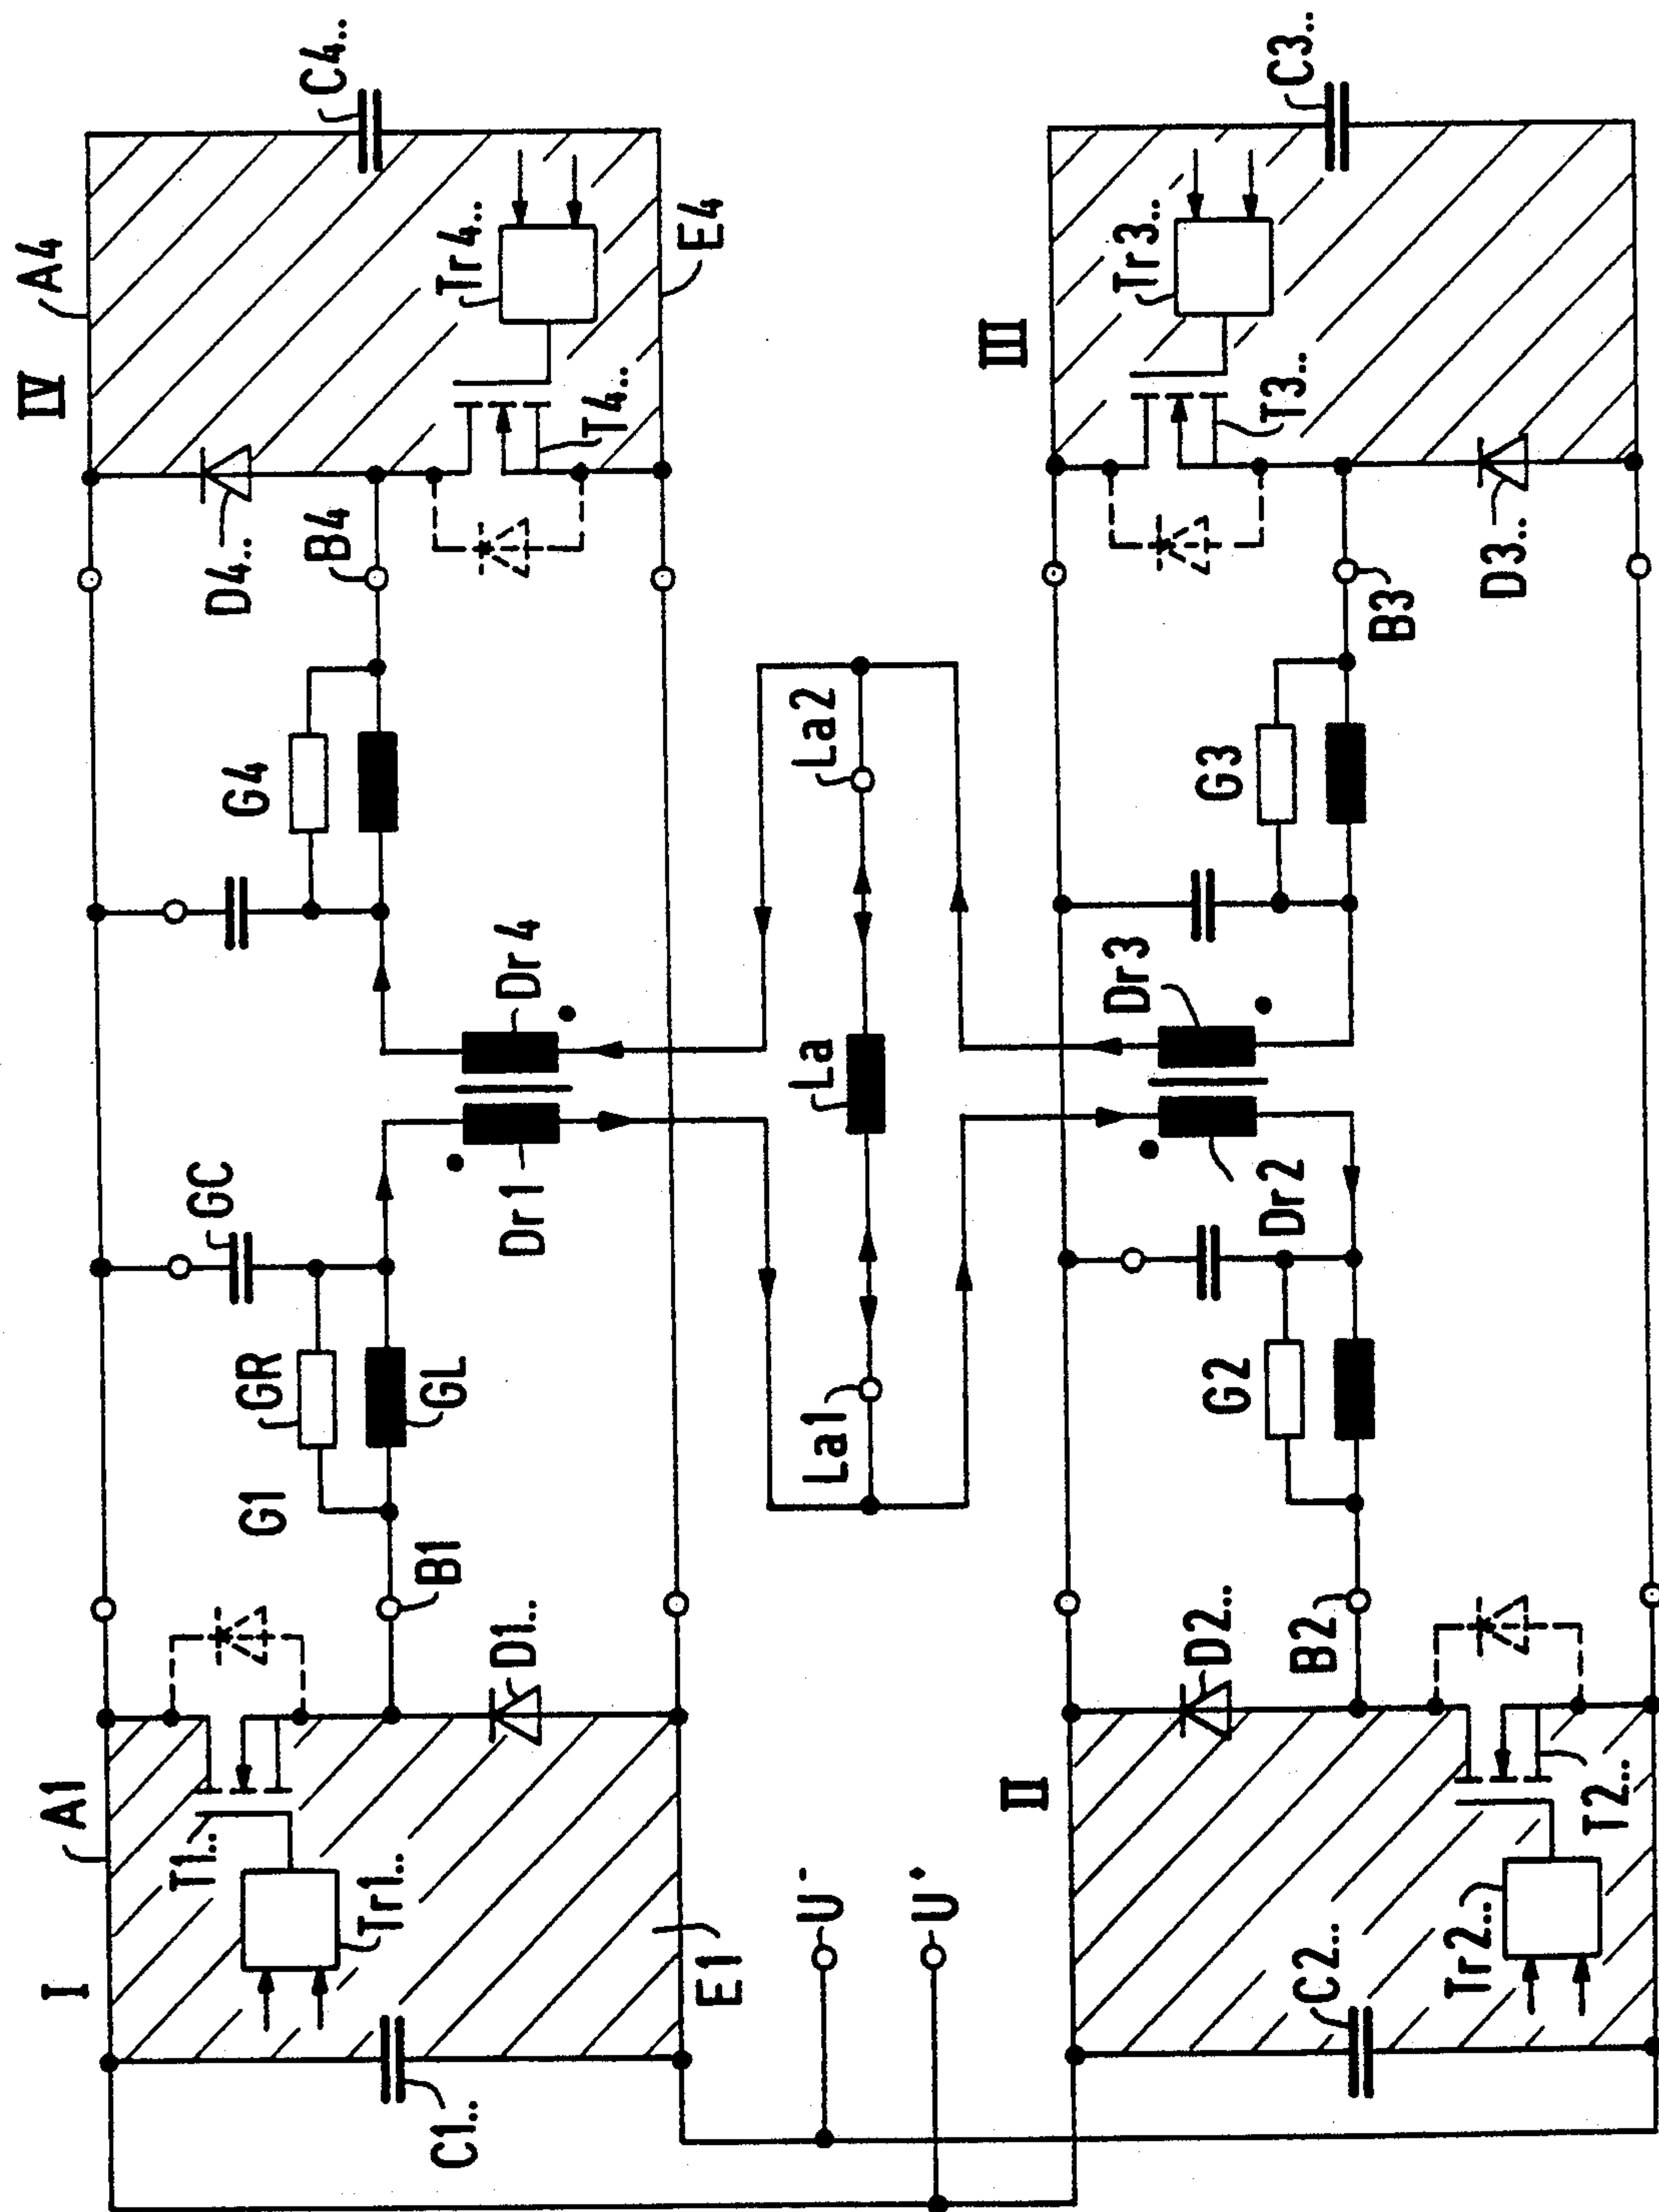 I
A1
T1..
Tr1..
C1..
E1
D1..
B1
G1
GR
GL
GC
Dr1
Dr4
G4
B4
D4..
IV
A4
T4..
Tr4..
E4
C4..
U-
U+
La1
La
La2
II
C2..
Tr2..
T2..
D2..
B2
G2
Dr2
Dr3
G3
B3
D3..
III
T3..
Tr3..
C3..